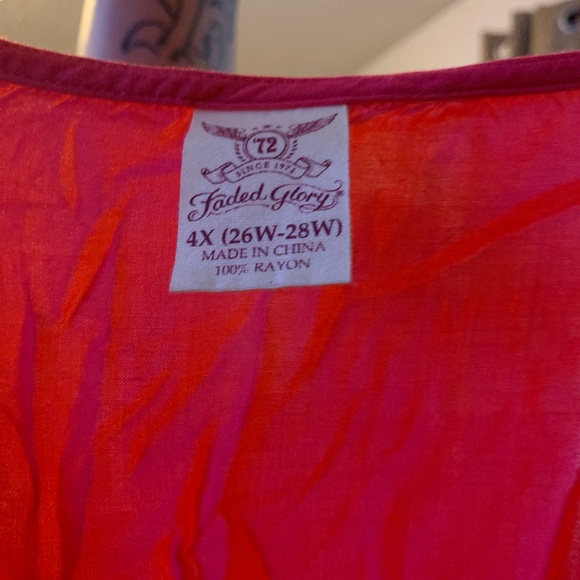 '72
SINCE 1972
Faded Glory®
4X (26W-28W)
MADE IN CHINA
100% RAYON